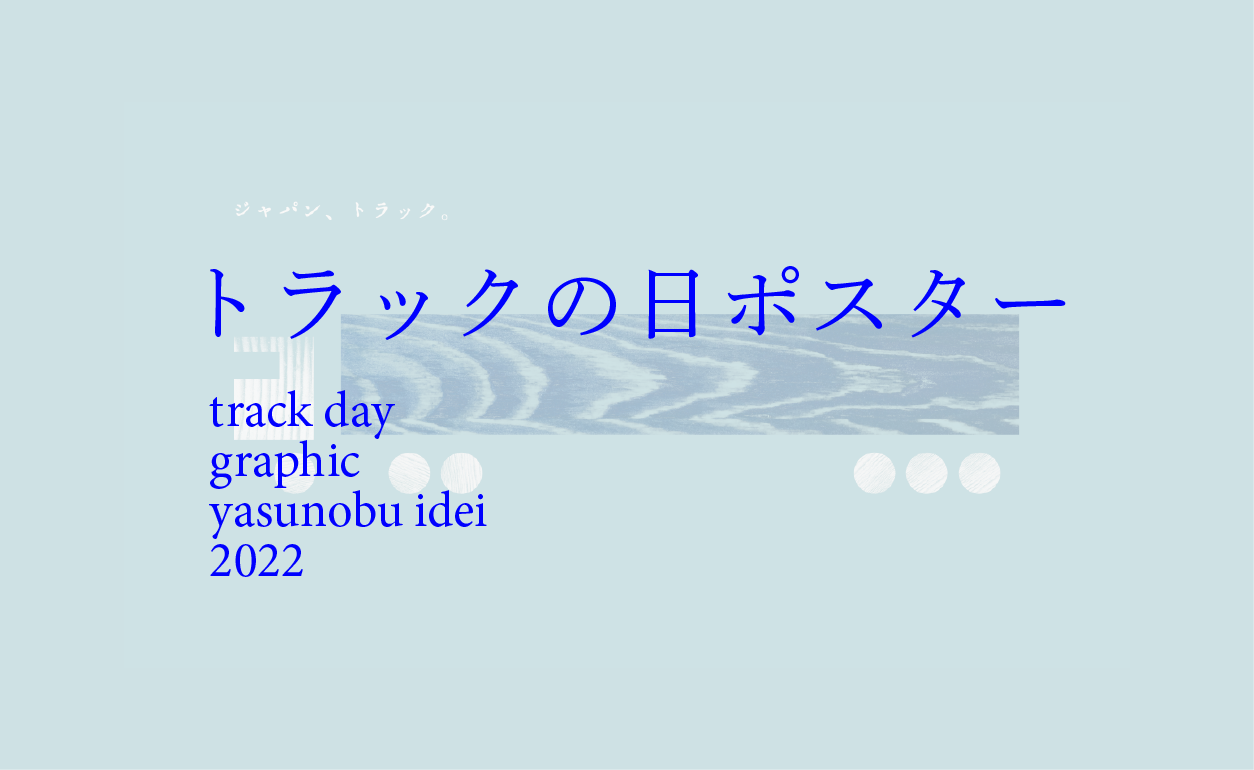 ジャパン、トラック。
トラックの日ポスター
track day
graphic
yasunobu idei
2022